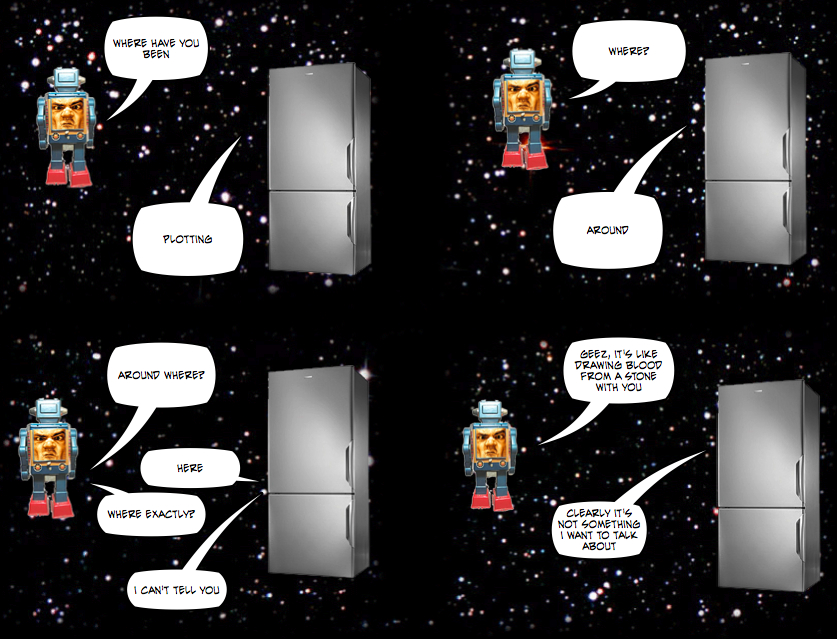 WHERE HAVE YOU
BEEN
PLOTTING
WHERE?
AROUND
AROUND WHERE?
HERE
WHERE EXACTLY?
I CAN'T TELL YOU
GEEZ, IT'S LIKE
DRAWING BLOOD
FROM A STONE
WITH YOU
CLEARLY IT'S
NOT SOMETHING
I WANT TO TALK
ABOUT